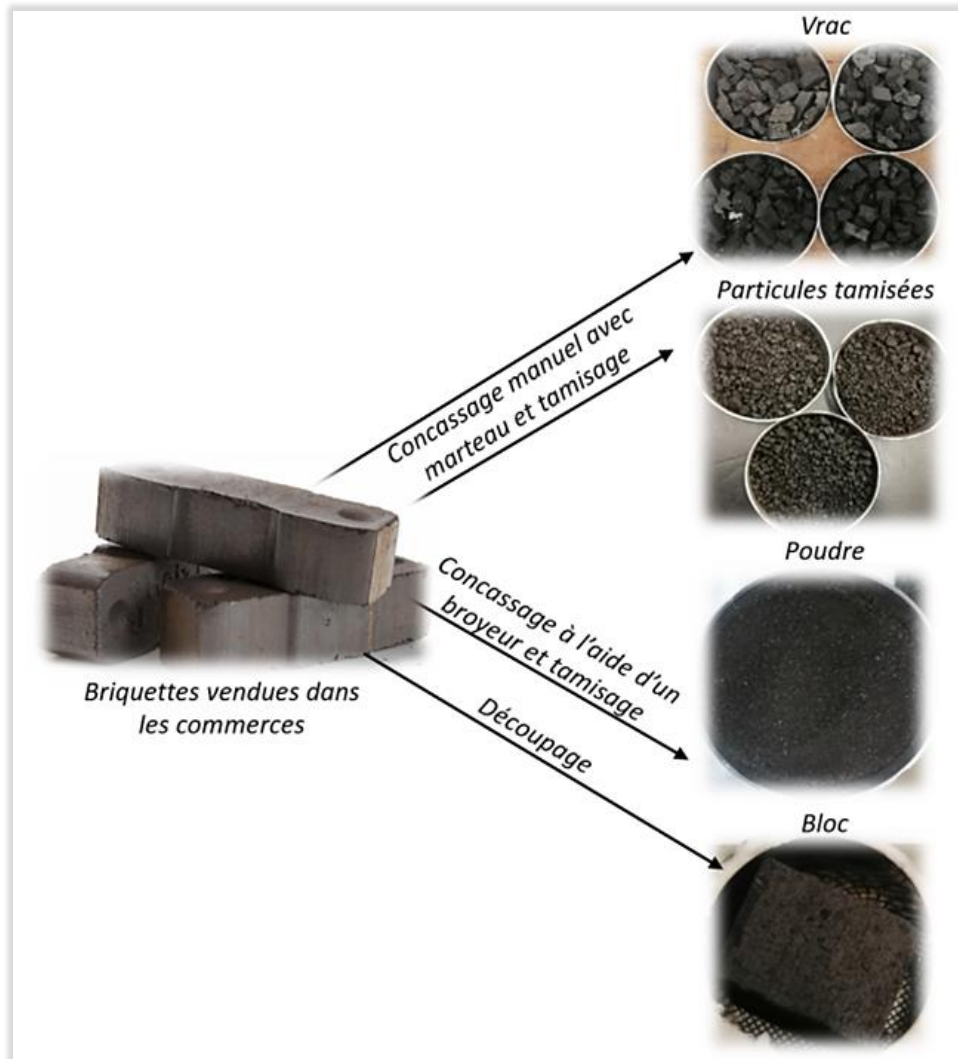 Vrac
Particules tamisées
Concassage manuel avec
marteau et tamisage
Poudre
Concassage à l'aide d'un
broyeur et tamisage
Briquettes vendues dans
les commerces
Découpage
Bloc